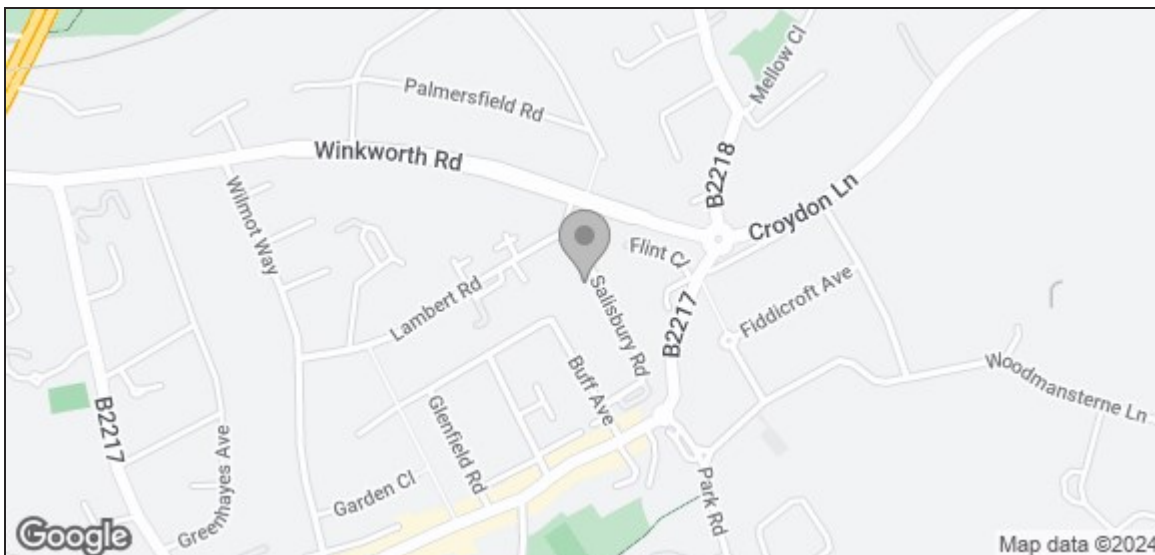 Mellow Cl
Palmersfield Rd
Winkworth Rd
B2218
Croydon Ln
Wilmot Way
Flint Cl
Lambert Rd
Salisbury Rd
B2217
Fiddicroft Ave
Buff Ave
Woodmansterne Ln
B2217
Glenfield Rd
Greenhayes Ave
Garden Cl
Park Rd
Google
Map data ©2024